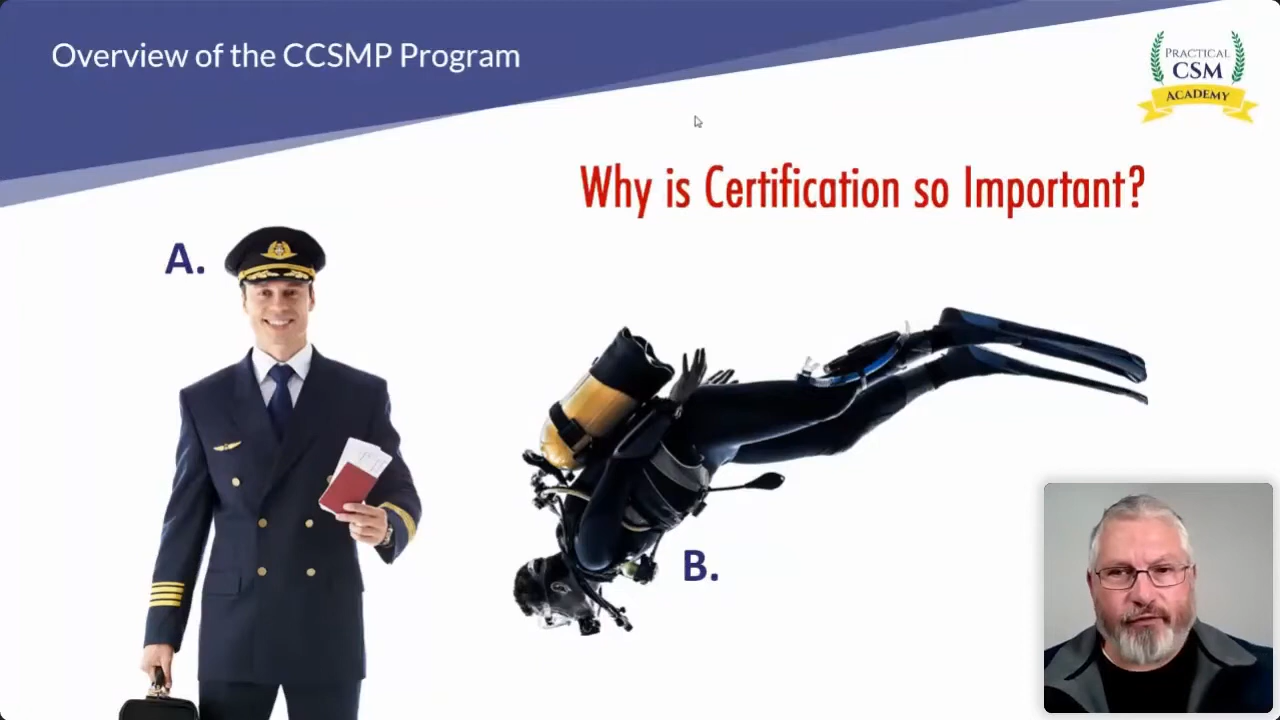 Overview of the CCSMP Program
PRACTICAL
CSM
ACADEMY
Why is Certification so Important?
A.
B.